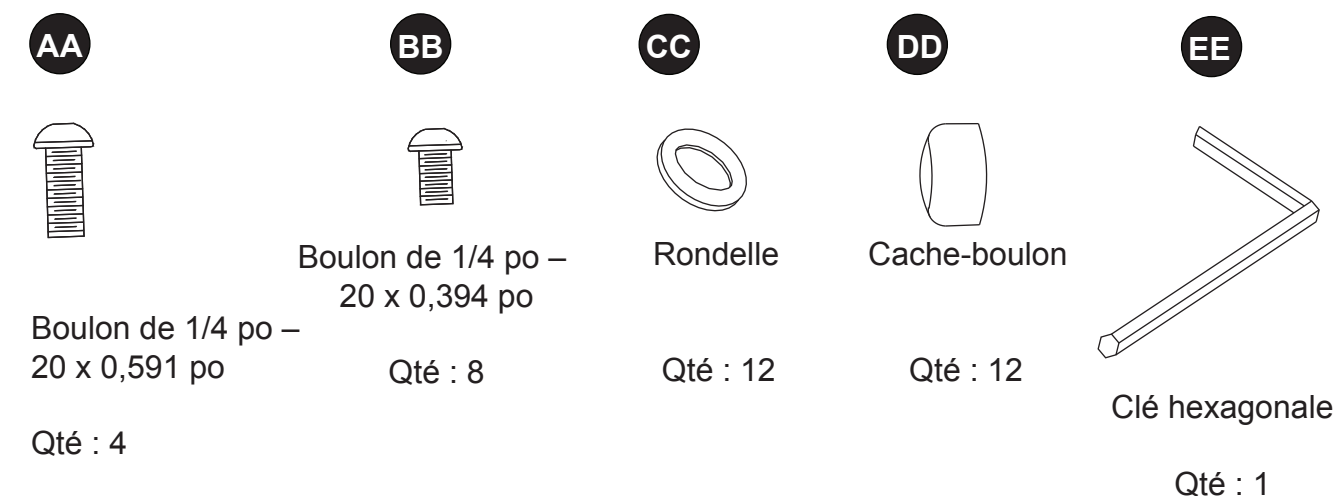 AA
BB
CC
DD
EE
Boulon de 1/4 po –
20 x 0,591 po
Qté : 4
Boulon de 1/4 po –
20 x 0,394 po
Qté : 8
Rondelle
Qté : 12
Cache-boulon
Qté : 12
Clé hexagonale
Qté : 1